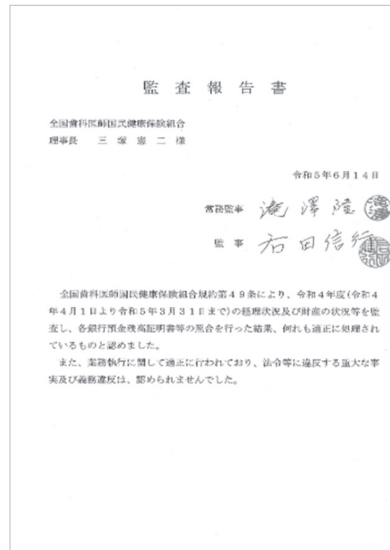 監査報告書
全国歯科医師国民健康保険組合
理事長 三塚憲二様
令和5年6月14日
常務監事 滝澤隆
監事 右田信行
全国歯科医師国民健康保険組合規約第49条により、令和4年度(令和4
年4月1日より令和5年3月31日まで)の経理状況及び財産の状況等を監
査し、各銀行預金残高証明書等の照合を行った結果、何れも適正に処理され
ているものと認めました。
また、業務執行に関して適正に行われており、法令等に違反する重大な事
実及び義務違反は、認められませんでした。